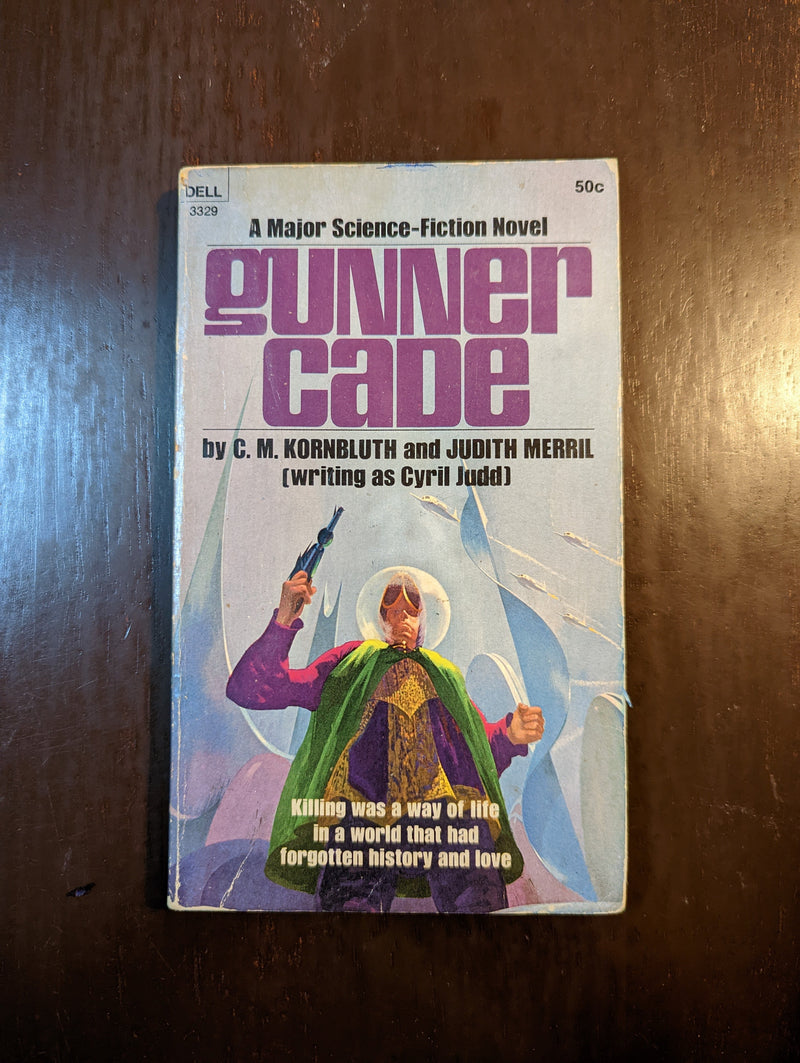 DELL
3329
50c
A Major Science-Fiction Novel
gUNNer
caDe
by C. M. KORNBLUTH and JUDITH MERRIL
(writing as Cyril Judd)
Killing was a way of life
in a world that had
forgotten history and love